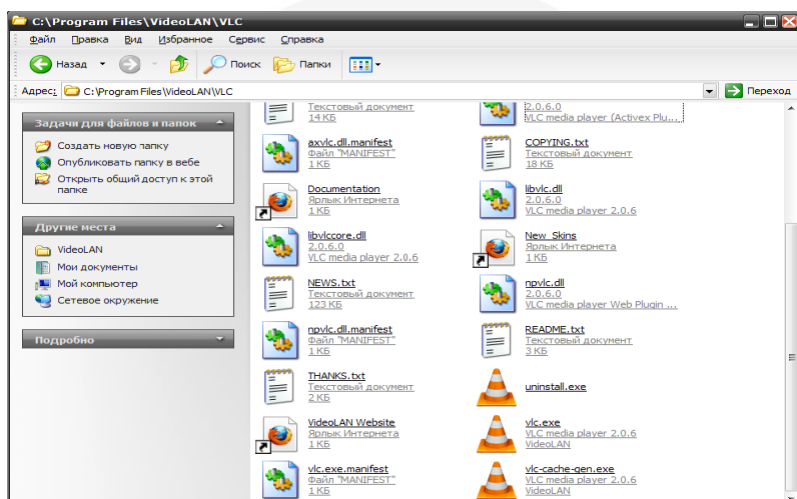 C:\Program Files\VideoLAN\VLC
Файл Правка Вид Избранное Сервис Справка
Назад Поиск Папки
Адрес: C:\Program Files\VideoLAN\VLC Переход
Задачи для файлов и папок
Создать новую папку
Опубликовать папку в вебе
Открыть общий доступ к этой
папке
Другие места
VideoLAN
Мои документы
Мой компьютер
Сетевое окружение
Подробно
Текстовый документ
14 КБ
2.0.6.0
VLC media player (Activex Plu...
axvlc.dll.manifest
Файл "MANIFEST"
1 КБ
COPYING.txt
Текстовый документ
18 КБ
Documentation
Ярлык Интернета
1 КБ
libvlc.dll
2.0.6.0
VLC media player 2.0.6
libvlccore.dll
2.0.6.0
VLC media player 2.0.6
New_Skins
Ярлык Интернета
1 КБ
NEWS.txt
Текстовый документ
123 КБ
npvlc.dll
2.0.6.0
VLC media player Web Plugin ...
npvlc.dll.manifest
Файл "MANIFEST"
1 КБ
README.txt
Текстовый документ
3 КБ
THANKS.txt
Текстовый документ
2 КБ
uninstall.exe
VideoLAN Website
Ярлык Интернета
1 КБ
vlc.exe
VLC media player 2.0.6
VideoLAN
vlc.exe.manifest
Файл "MANIFEST"
1 КБ
vlc-cache-gen.exe
VLC media player 2.0.6
VideoLAN